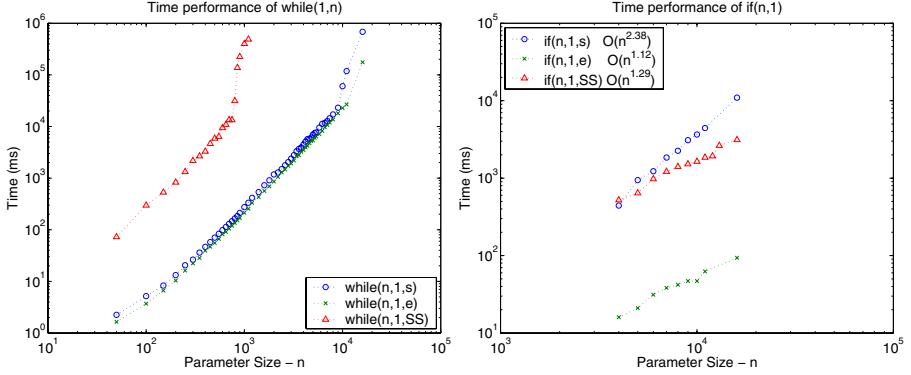 Time performance of while(1,n)
10^6
10^5
10^4
10^3
10^2
10^1
10^0
Time (ms)
while(n,1,s)
while(n,1,e)
while(n,1,SS)
10^1
10^2
10^3
10^4
10^5
Parameter Size − n
Time performance of if(n,1)
10^5
10^4
10^3
10^2
10^1
Time (ms)
if(n,1,s) O(n^2.38)
if(n,1,e) O(n^1.12)
if(n,1,SS) O(n^1.29)
10^3
10^4
10^5
Parameter Size − n